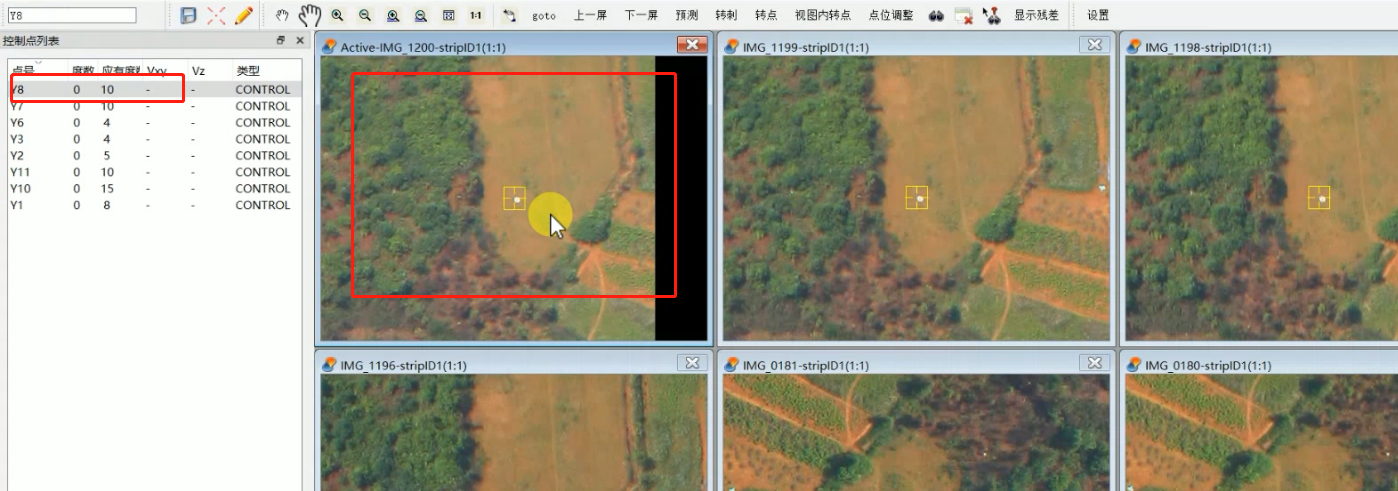 Y8
1:1 goto 上一屏 下一屏 预测 转刺 转点 视图内转点 点位调整 显示残差 设置
控制点列表
点号 度数 应有度数 Vxy Vz 类型
Y8 0 10 - - CONTROL
Y7 0 10 - - CONTROL
Y6 0 4 - - CONTROL
Y3 0 4 - - CONTROL
Y2 0 5 - - CONTROL
Y11 0 10 - - CONTROL
Y10 0 15 - - CONTROL
Y1 0 8 - - CONTROL
Active-IMG_1200-stripID1(1:1)
IMG_1199-stripID1(1:1)
IMG_1198-stripID1(1:1)
IMG_1196-stripID1(1:1)
IMG_0181-stripID1(1:1)
IMG_0180-stripID1(1:1)